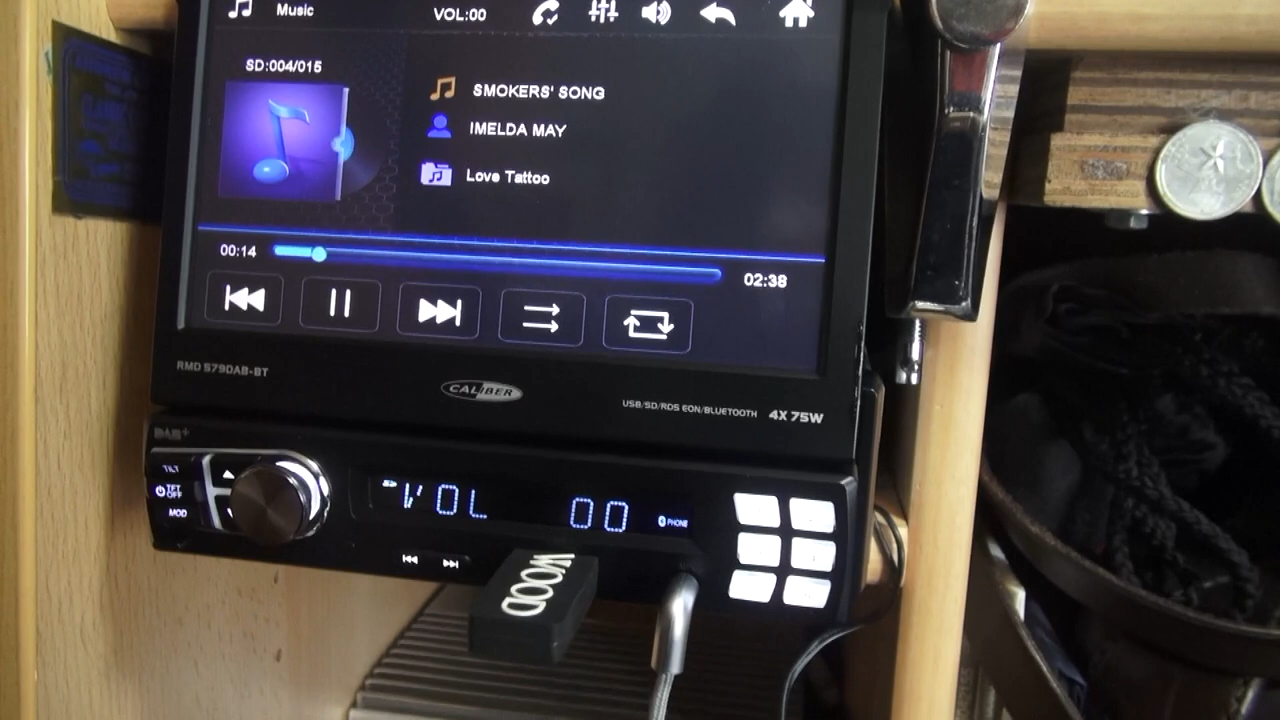 Music VOL:00
SD:004/015
SMOKERS' SONG
IMELDA MAY
Love Tattoo
00:14
02:38
RMD 579DAB-BT
CALIBER
USB/SD/RDS EON/BLUETOOTH 4X 75W
DAB+
TILT
TFT OFF
MOD
SD
VOL 00
PHONE
WOOD